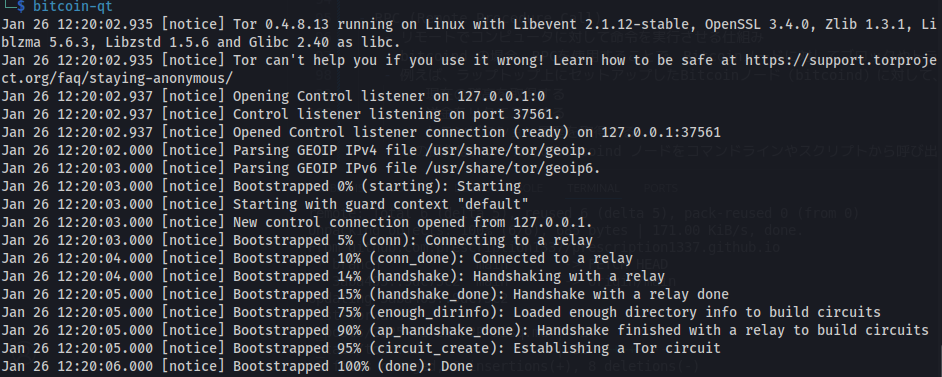 └─$ bitcoin-qt
Jan 26 12:20:02.935 [notice] Tor 0.4.8.13 running on Linux with Libevent 2.1.12-stable, OpenSSL 3.4.0, Zlib 1.3.1, Li
blzma 5.6.3, Libzstd 1.5.6 and Glibc 2.40 as libc.
Jan 26 12:20:02.935 [notice] Tor can't help you if you use it wrong! Learn how to be safe at https://support.torproje
ct.org/faq/staying-anonymous/
Jan 26 12:20:02.937 [notice] Opening Control listener on 127.0.0.1:0
Jan 26 12:20:02.937 [notice] Control listener listening on port 37561.
Jan 26 12:20:02.937 [notice] Opened Control listener connection (ready) on 127.0.0.1:37561
Jan 26 12:20:02.000 [notice] Parsing GEOIP IPv4 file /usr/share/tor/geoip.
Jan 26 12:20:03.000 [notice] Parsing GEOIP IPv6 file /usr/share/tor/geoip6.
Jan 26 12:20:03.000 [notice] Bootstrapped 0% (starting): Starting
Jan 26 12:20:03.000 [notice] Starting with guard context "default"
Jan 26 12:20:03.000 [notice] New control connection opened from 127.0.0.1.
Jan 26 12:20:03.000 [notice] Bootstrapped 5% (conn): Connecting to a relay
Jan 26 12:20:04.000 [notice] Bootstrapped 10% (conn_done): Connected to a relay
Jan 26 12:20:04.000 [notice] Bootstrapped 14% (handshake): Handshaking with a relay
Jan 26 12:20:05.000 [notice] Bootstrapped 15% (handshake_done): Handshake with a relay done
Jan 26 12:20:05.000 [notice] Bootstrapped 75% (enough_dirinfo): Loaded enough directory info to build circuits
Jan 26 12:20:05.000 [notice] Bootstrapped 90% (ap_handshake_done): Handshake finished with a relay to build circuits
Jan 26 12:20:05.000 [notice] Bootstrapped 95% (circuit_create): Establishing a Tor circuit
Jan 26 12:20:06.000 [notice] Bootstrapped 100% (done): Done